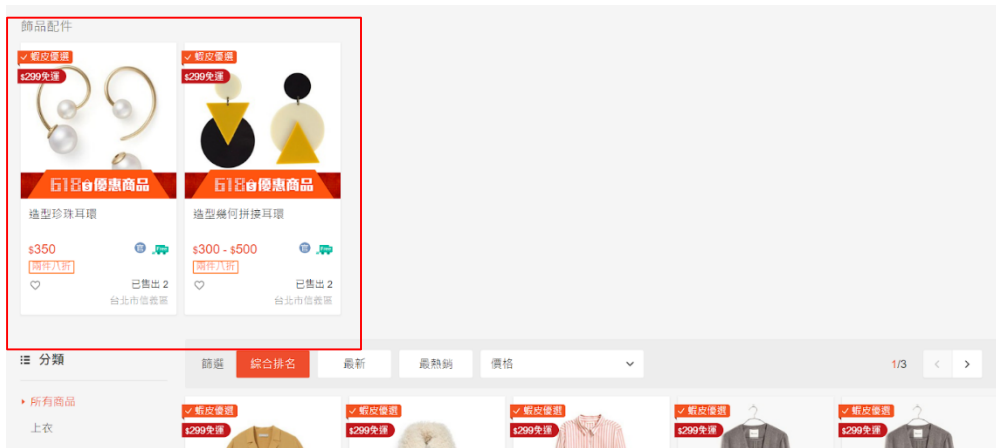 飾品配件
蝦皮優選
蝦皮優選
$299免運
$299免運
618優惠商品
618優惠商品
造型珍珠耳環
造型幾何拼接耳環
$350
$300 - $500
兩件八折
兩件八折
已售出 2
已售出 2
台北市信義區
台北市信義區
分類
篩選
綜合排名
最新
最熱銷
價格
1/3
所有商品
上衣
蝦皮優選
蝦皮優選
蝦皮優選
蝦皮優選
蝦皮優選
$299免運
$299免運
$299免運
$299免運
$299免運